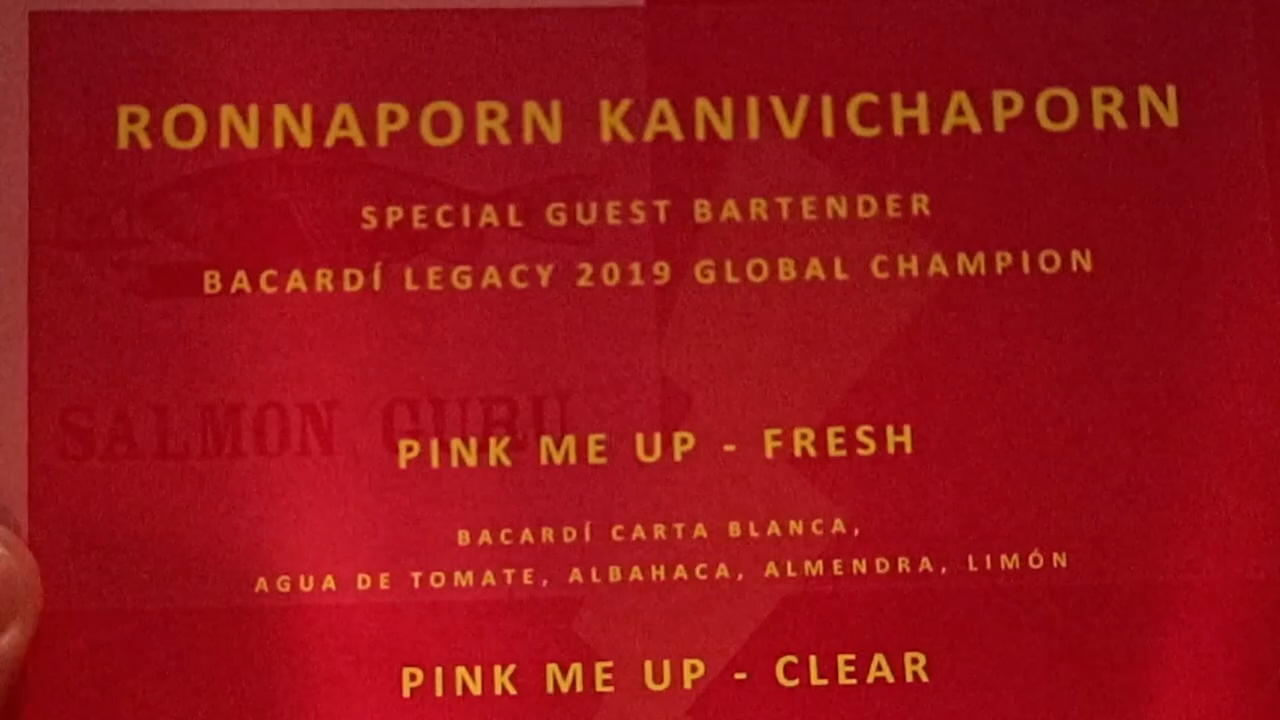 RONNAPORN KANIVICHAPORN
SPECIAL GUEST BARTENDER
BACARDÍ LEGACY 2019 GLOBAL CHAMPION
SALMON GURU
PINK ME UP - FRESH
BACARDÍ CARTA BLANCA,
AGUA DE TOMATE, ALBAHACA, ALMENDRA, LIMÓN
PINK ME UP - CLEAR